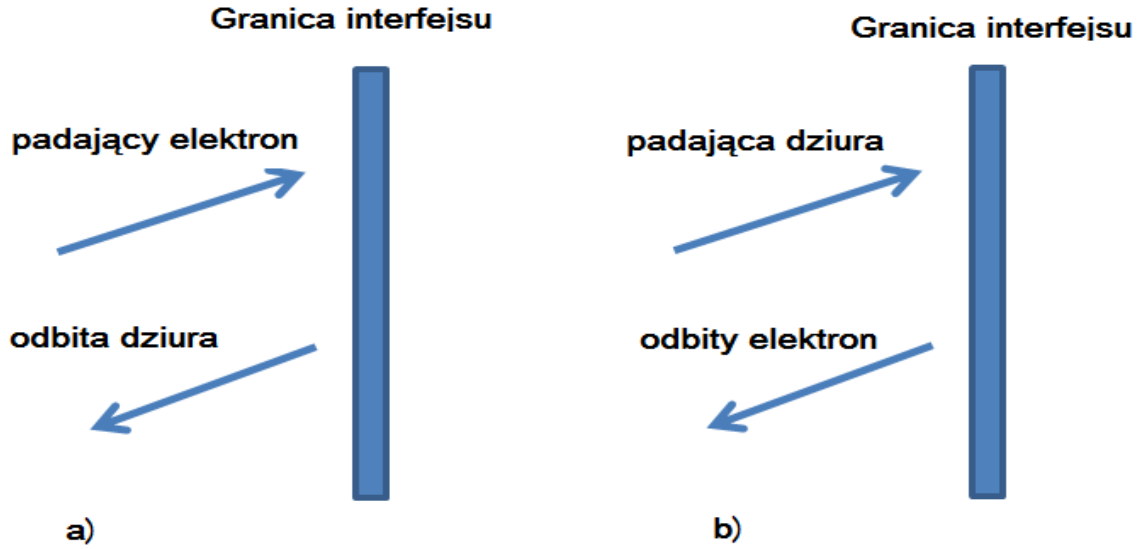 Granica interfejsu
padający elektron
odbita dziura
a)
Granica interfejsu
padająca dziura
odbity elektron
b)